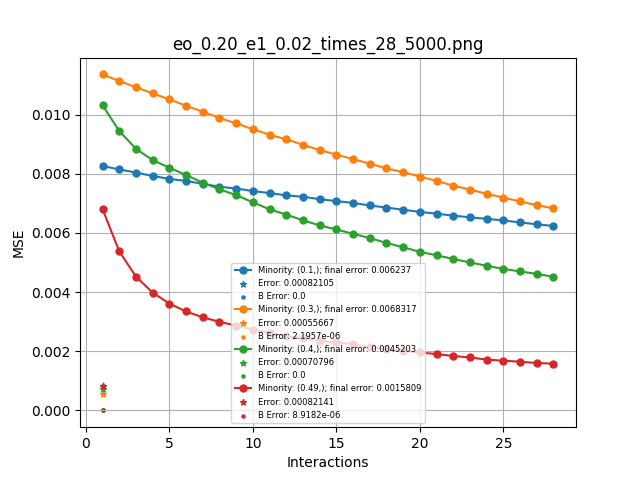 eo_0.20_e1_0.02_times_28_5000.png
0.010
0.008
0.006
0.004
0.002
0.000
MSE
Minority: (0.1,); final error: 0.006237
Error: 0.00082105
B Error: 0.0
Minority: (0.3,); final error: 0.0068317
Error: 0.00055667
B Error: 2.1957e-06
Minority: (0.4,); final error: 0.0045203
Error: 0.00070796
B Error: 0.0
Minority: (0.49,); final error: 0.0015809
Error: 0.00082141
B Error: 8.9182e-06
0 5 10 15 20 25
Interactions